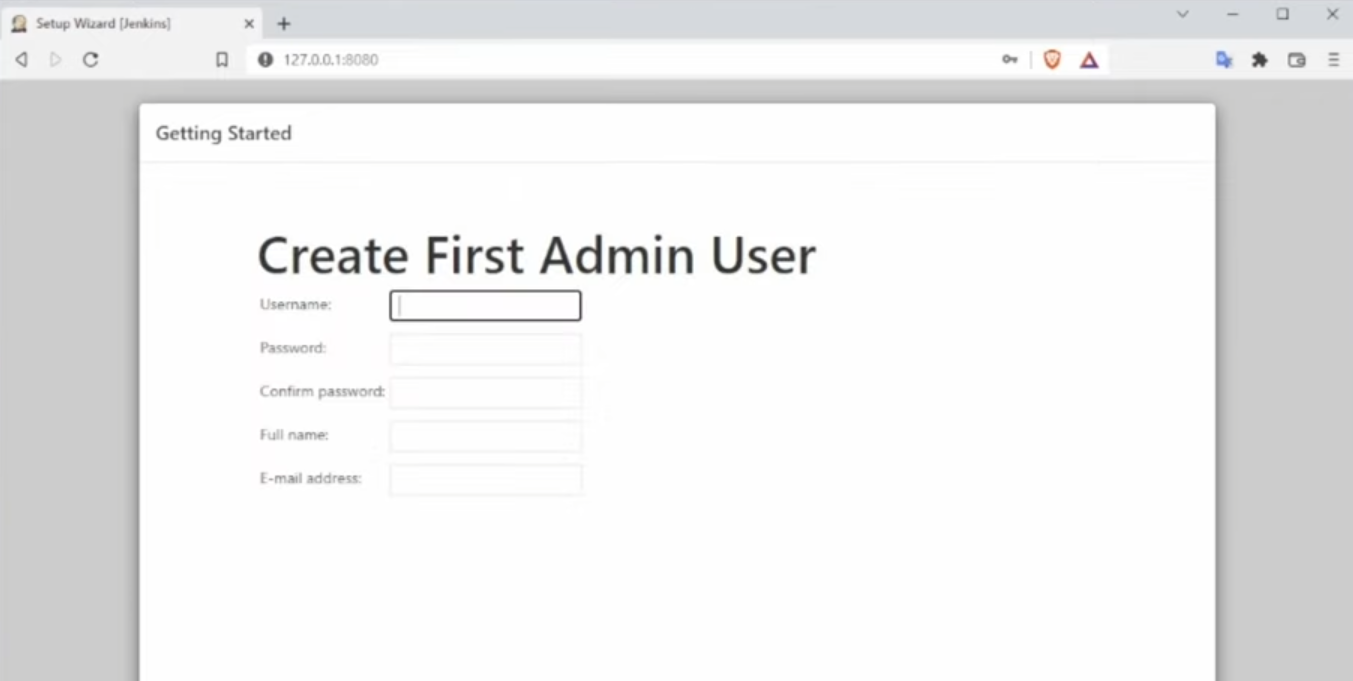 Setup Wizard [Jenkins]
127.0.0.1:8080
Getting Started
Create First Admin User
Username:
Password:
Confirm password:
Full name:
E-mail address: